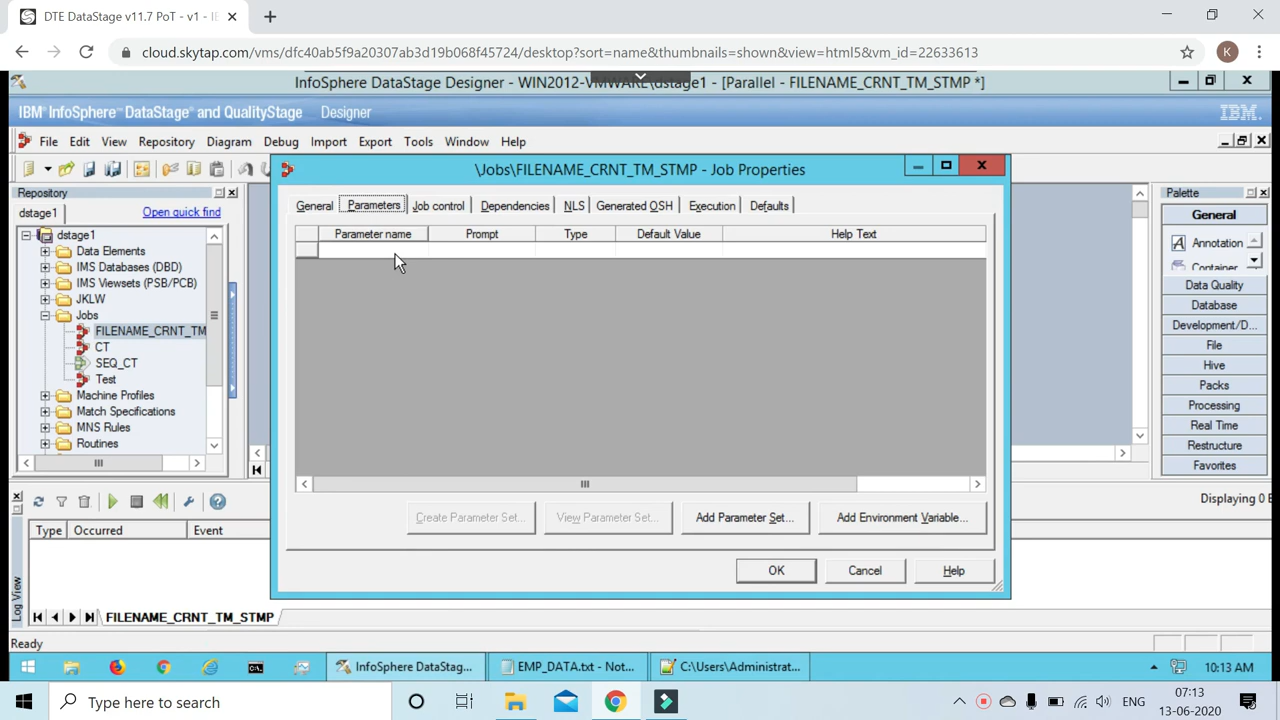 DTE DataStage v11.7 PoT - v1 - IE
cloud.skytap.com/vms/dfc40ab5f9a20307ab3d19b068f45724/desktop?sort=name&thumbnails=shown&view=html5&vm_id=22633613
K
InfoSphere DataStage Designer - WIN2012-VMWARE\dstage1 - [Parallel - FILENAME_CRNT_TM_STMP *]
IBM® InfoSphere™ DataStage® and QualityStage® Designer
IBM®
File Edit View Repository Diagram Debug Import Export Tools Window Help
Repository
dstage1
Open quick find
dstage1
Data Elements
IMS Databases (DBD)
IMS Viewsets (PSB/PCB)
JKLW
Jobs
FILENAME_CRNT_TM
CT
SEQ_CT
Test
Machine Profiles
Match Specifications
MNS Rules
Routines
\Jobs\FILENAME_CRNT_TM_STMP - Job Properties
General Parameters Job control Dependencies NLS Generated OSH Execution Defaults
Parameter name Prompt Type Default Value Help Text
Create Parameter Set... View Parameter Set... Add Parameter Set... Add Environment Variable...
OK Cancel Help
Palette
General
Annotation
Container
Data Quality
Database
Development/D...
File
Hive
Packs
Processing
Real Time
Restructure
Favorites
Displaying 0 E
Type Occurred Event
Log View
FILENAME_CRNT_TM_STMP
Ready
InfoSphere DataStag... EMP_DATA.txt - Not... C:\Users\Administrat... 10:13 AM
Type here to search
ENG
07:13
13-06-2020